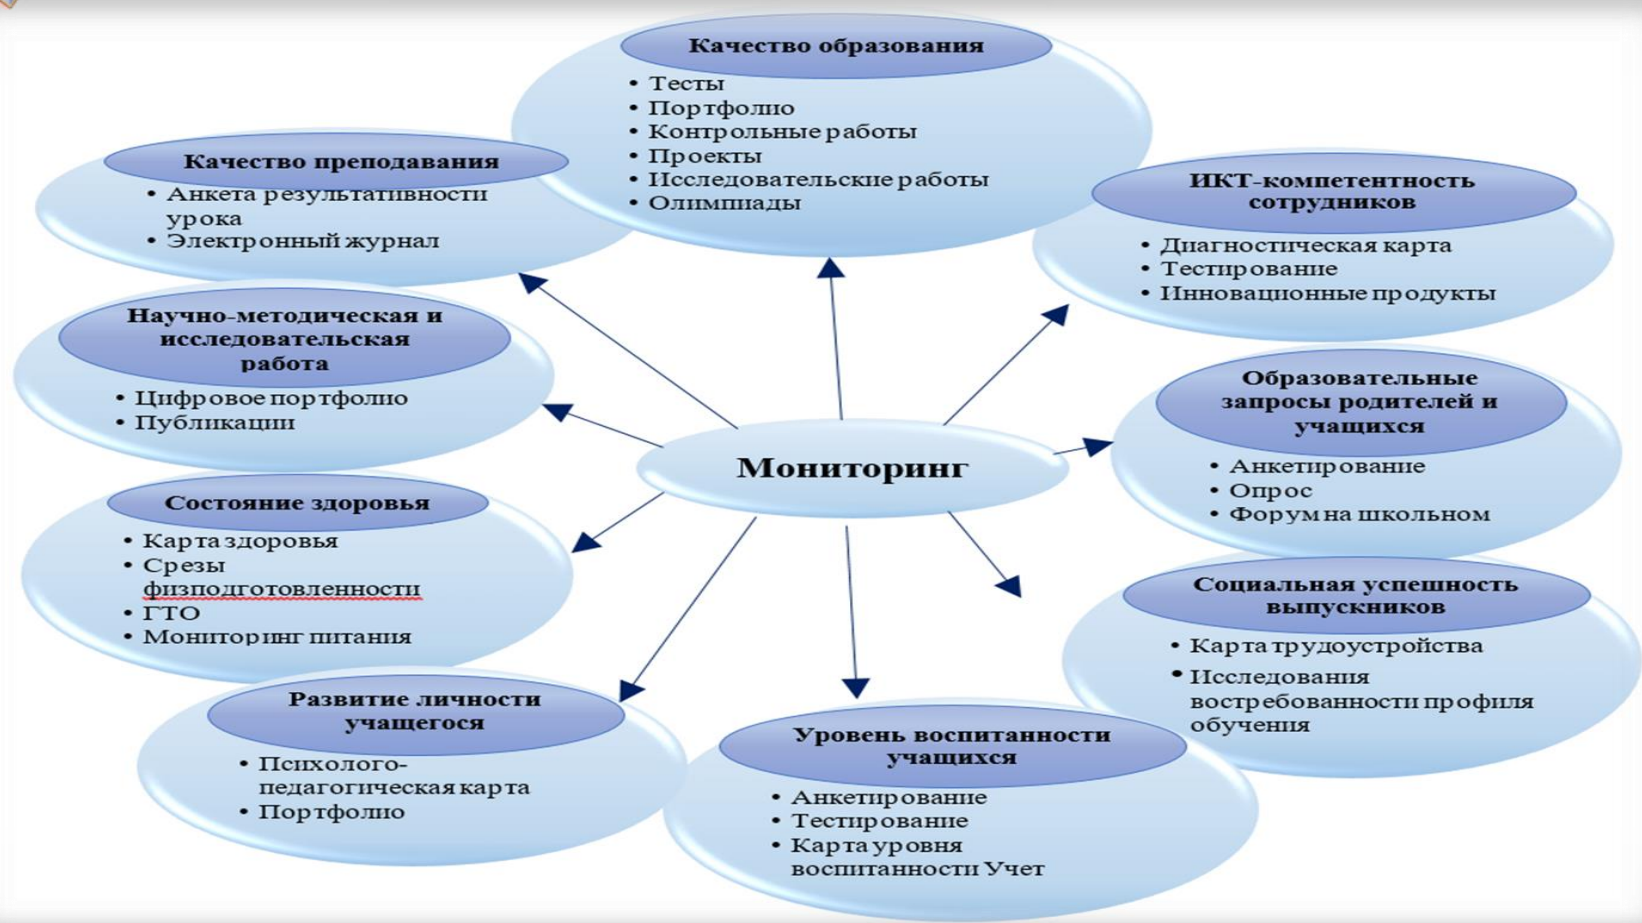 Качество образования
• Тесты
• Портфолио
• Контрольные работы
• Проекты
• Исследовательские работы
• Олимпиады
Качество преподавания
• Анкета результативности
урока
• Электронный журнал
ИКТ-компетентность
сотрудников
• Диагностическая карта
• Тестирование
• Инновационные продукты
Научно-методическая и
исследовательская
работа
• Цифровое портфолио
• Публикации
Образовательные
запросы родителей и
учащихся
• Анкетирование
• Опрос
• Форум на школьном
Мониторинг
Состояние здоровья
• Карта здоровья
• Срезы
физподготовленности
• ГТО
• Мониторинг питания
Социальная успешность
выпускников
• Карта трудоустройства
• Исследования
востребованности профиля
обучения
Развитие личности
учащегося
• Психолого-
педагогическая карта
• Портфолио
Уровень воспитанности
учащихся
• Анкетирование
• Тестирование
• Карта уровня
воспитанности Учет